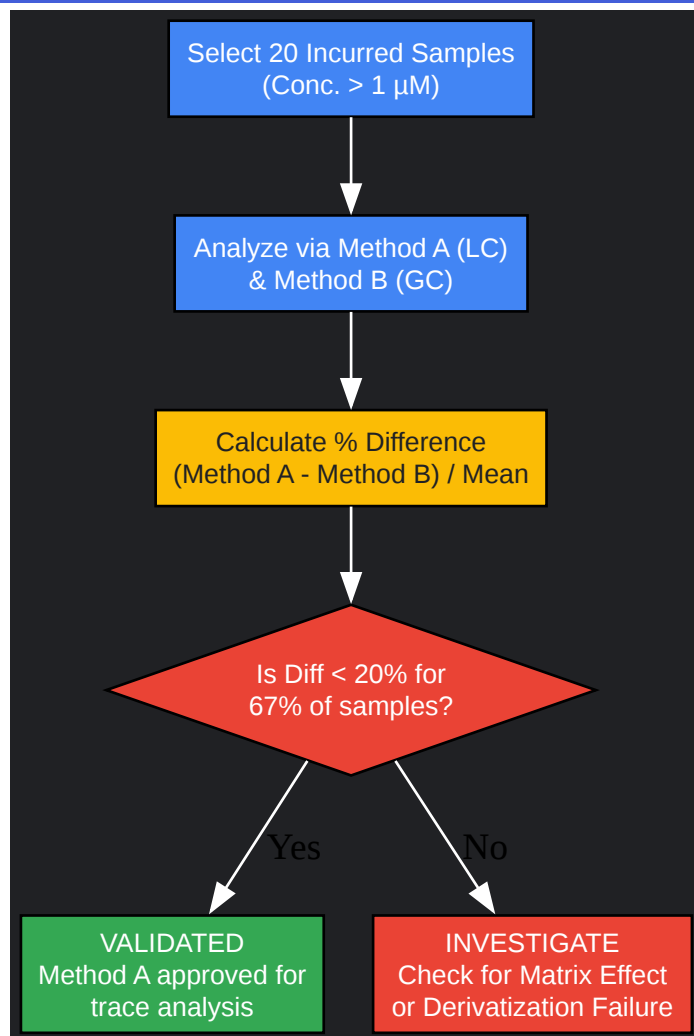 Select 20 Incurred Samples
(Conc. > 1 µM)
Analyze via Method A (LC)
& Method B (GC)
Calculate % Difference
(Method A - Method B) / Mean
Is Diff < 20% for
67% of samples?
Yes
No
VALIDATED
Method A approved for
trace analysis
INVESTIGATE
Check for Matrix Effect
or Derivatization Failure